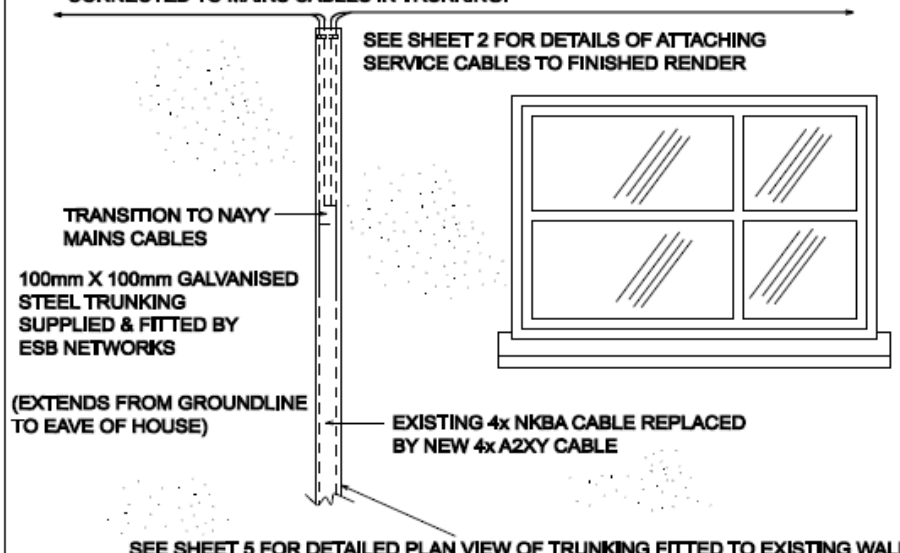 CONNECTED TO MAINS CABLES IN TRUNKING.
SEE SHEET 2 FOR DETAILS OF ATTACHING
SERVICE CABLES TO FINISHED RENDER
TRANSITION TO NAYY
MAINS CABLES
100mm X 100mm GALVANISED
STEEL TRUNKING
SUPPLIED & FITTED BY
ESB NETWORKS
(EXTENDS FROM GROUNDLINE
TO EAVE OF HOUSE)
EXISTING 4x NKBA CABLE REPLACED
BY NEW 4x A2XY CABLE
SEE SHEET 5 FOR DETAILED PLAN VIEW OF TRUNKING FITTED TO EXISTING WALL